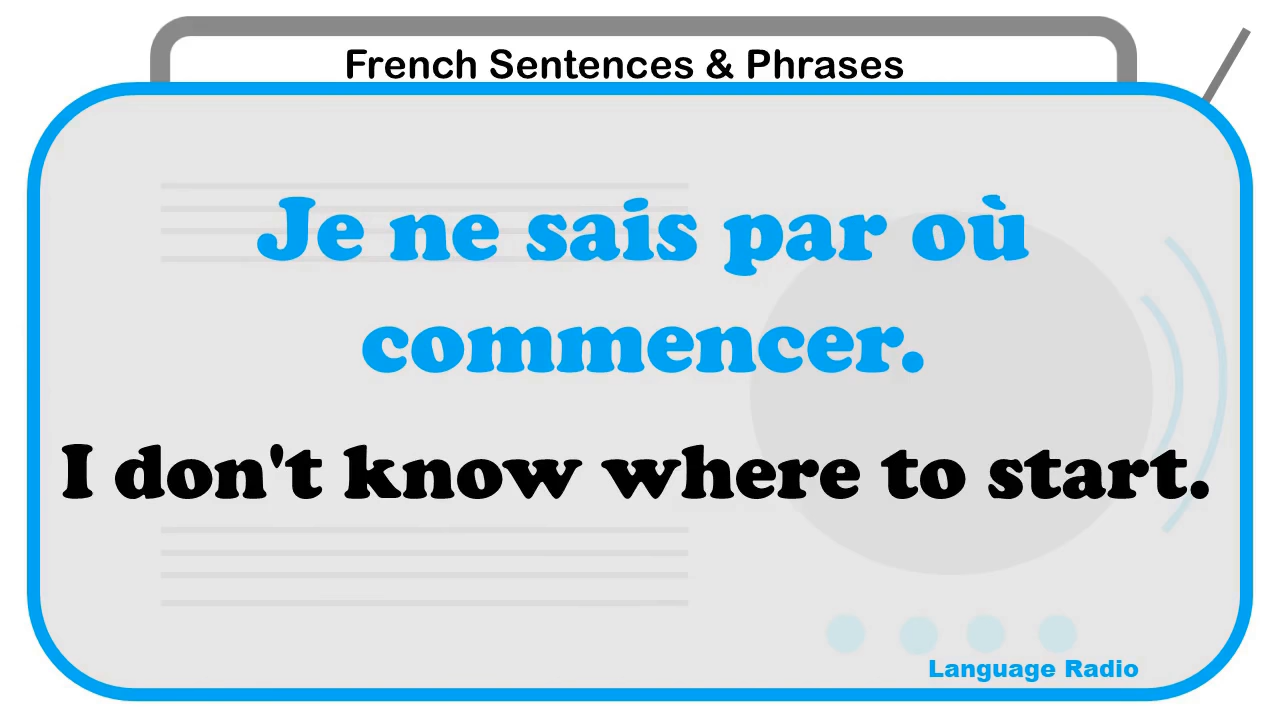 French Sentences & Phrases
Je ne sais par où
commencer.
I don't know where to start.
Language Radio